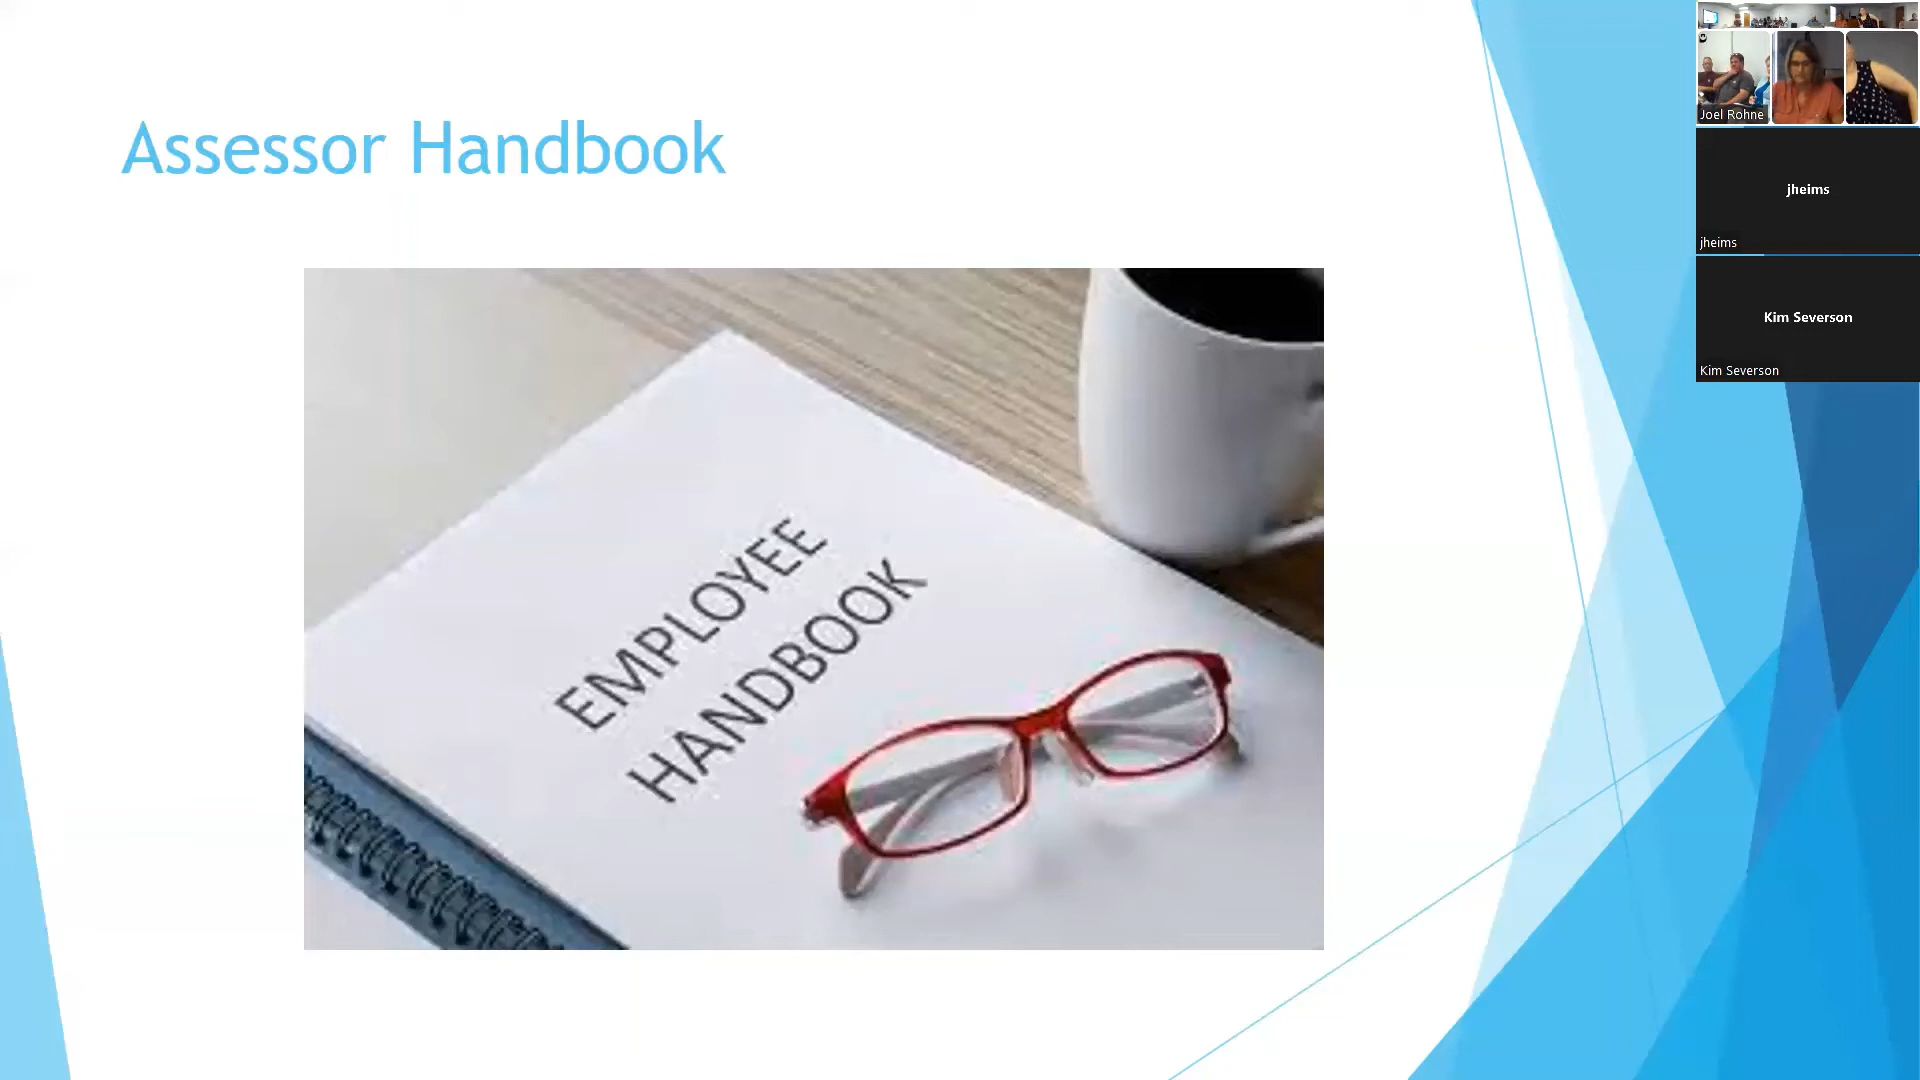 Assessor Handbook
EMPLOYEE
HANDBOOK
Joel Rohne
jheims
jheims
Kim Severson
Kim Severson